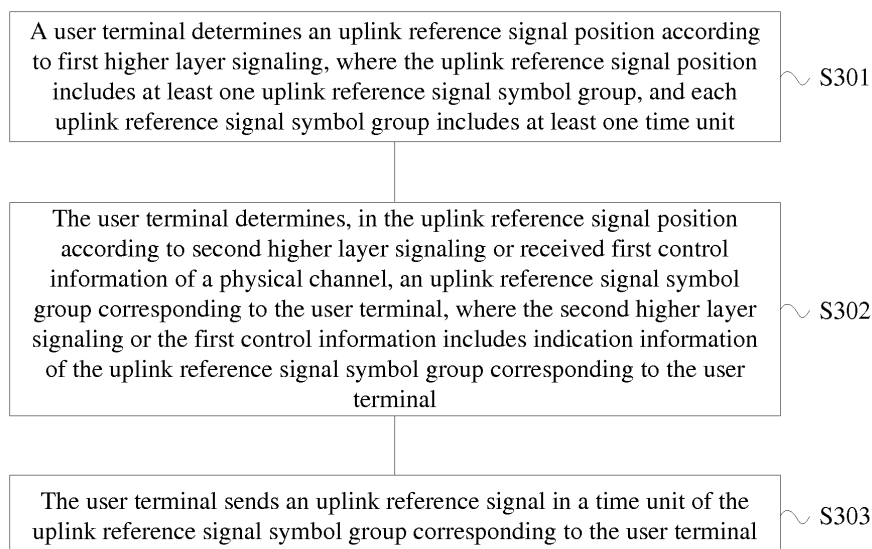 A user terminal determines an uplink reference signal position according
to first higher layer signaling, where the uplink reference signal position
includes at least one uplink reference signal symbol group, and each
uplink reference signal symbol group includes at least one time unit
S301
The user terminal determines, in the uplink reference signal position
according to second higher layer signaling or received first control
information of a physical channel, an uplink reference signal symbol
group corresponding to the user terminal, where the second higher layer
signaling or the first control information includes indication information
of the uplink reference signal symbol group corresponding to the user
terminal
S302
The user terminal sends an uplink reference signal in a time unit of the
uplink reference signal symbol group corresponding to the user terminal
S303